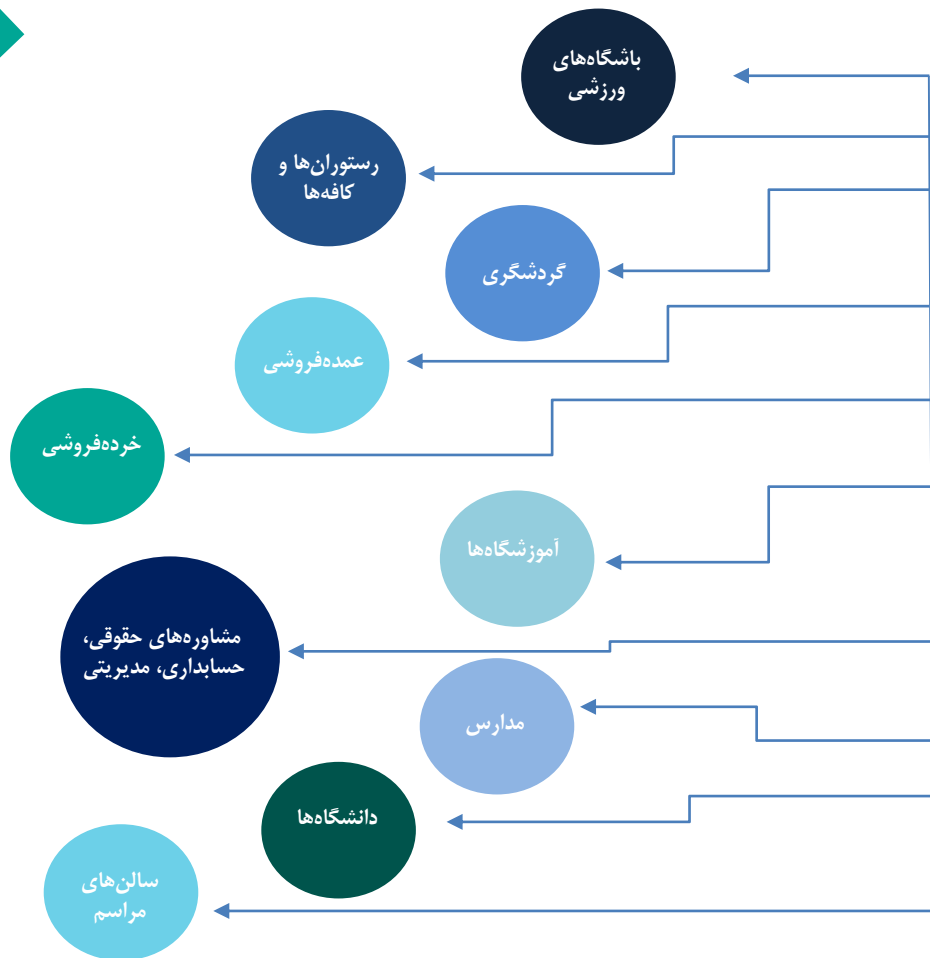 باشگاه‌های
ورزشی
رستوران‌ها و
کافه‌ها
گردشگری
عمده‌فروشی
خرده‌فروشی
آموزشگاه‌ها
مشاوره‌های حقوقی،
حسابداری، مدیریتی
مدارس
دانشگاه‌ها
سالن‌های
مراسم